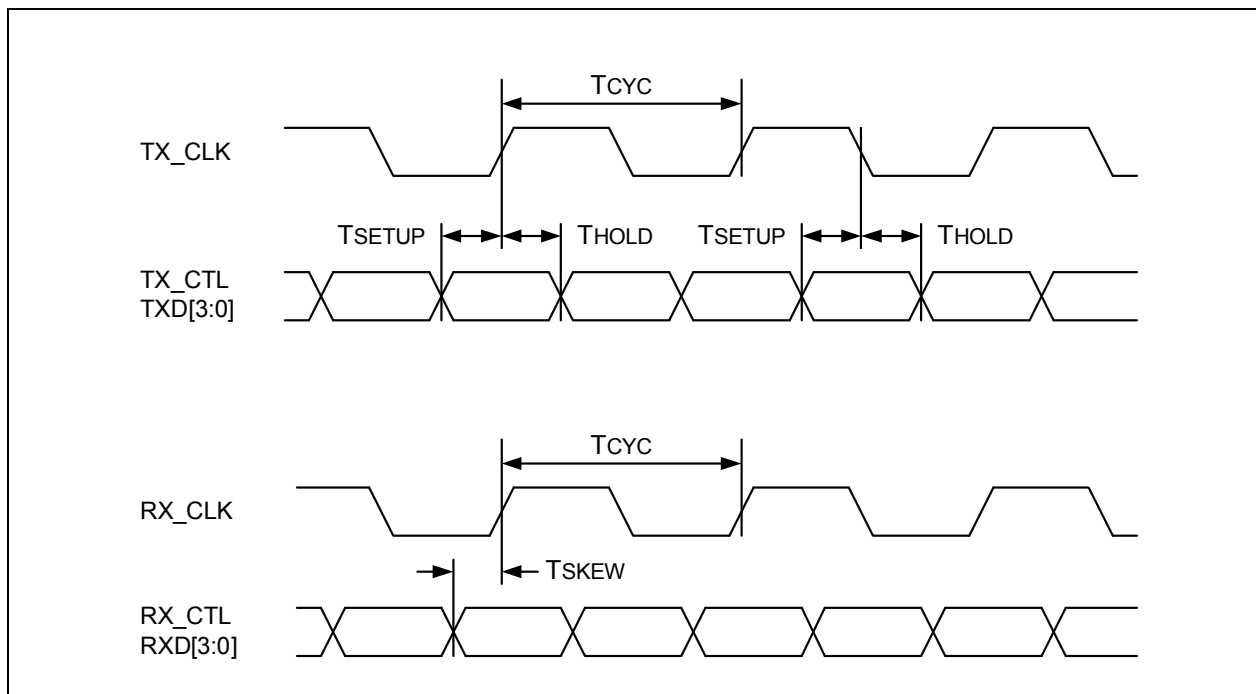 TCYC
TX_CLK
TSETUP THOLD TSETUP THOLD
TX_CTL
TXD[3:0]
TCYC
RX_CLK
TSKEW
RX_CTL
RXD[3:0]